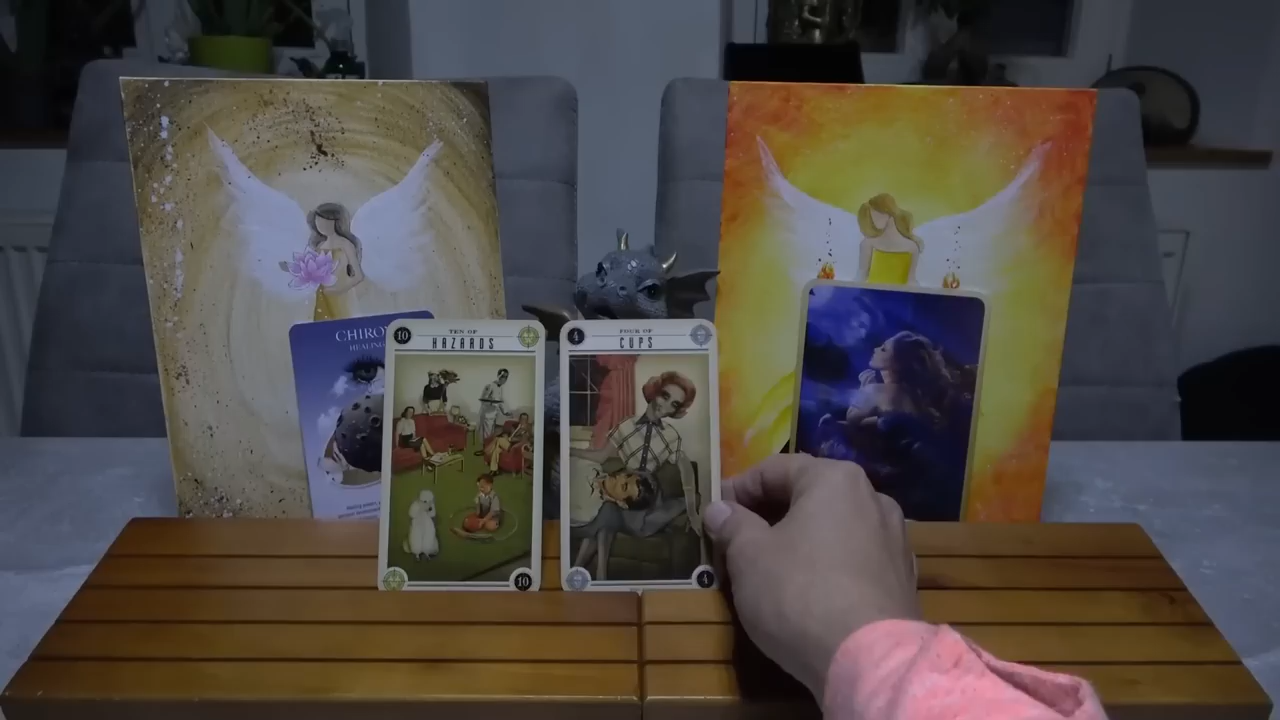 CHIRO
HEALING
10
TEN OF
HAZARDS
10
4
FOUR OF
CUPS
4